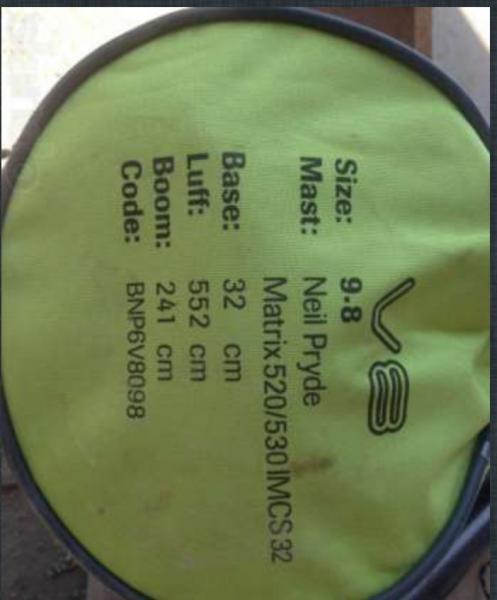 V8
Size: 9.8
Mast: Neil Pryde
Matrix 520/530 IMCS 32
Base: 32 cm
Luff: 552 cm
Boom: 241 cm
Code: BNP6V8098